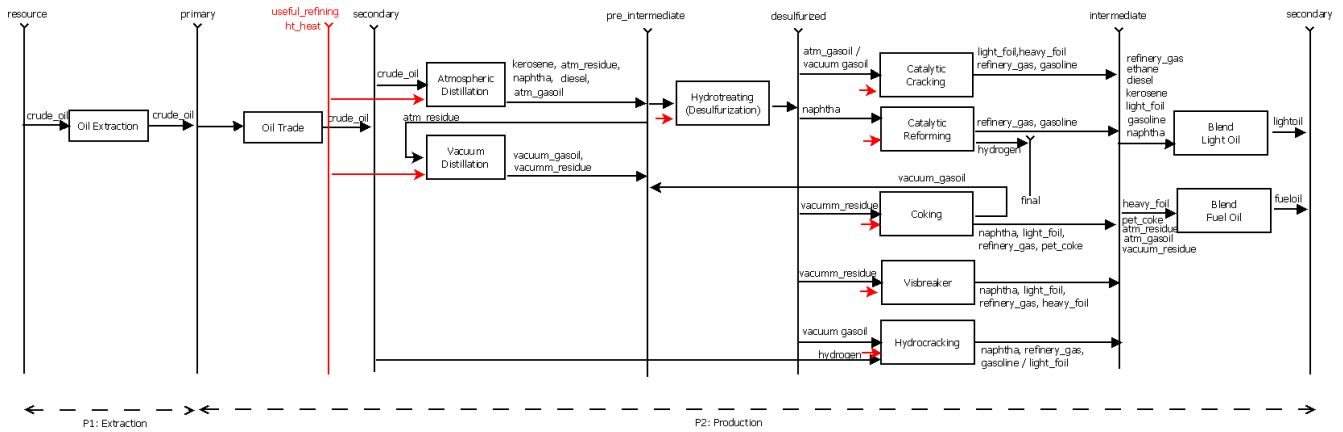 resource
primary
useful_refining
ht_heat
secondary
pre_intermediate
desulfurized
intermediate
secondary
crude_oil
Oil Extraction
crude_oil
Oil Trade
crude_oil
crude_oil
Atmospheric
Distillation
kerosene, atm_residue,
naphtha, diesel,
atm_gasoil
atm_residue
Vacuum
Distillation
vacuum_gasoil,
vacumm_residue
Hydrotreating
(Desulfurization)
atm_gasoil /
vacuum gasoil
Catalytic
Cracking
light_foil,heavy_foil
refinery_gas, gasoline
naphtha
Catalytic
Reforming
refinery_gas, gasoline
hydrogen
final
vacuum_gasoil
vacumm_residue
Coking
naphtha, light_foil,
refinery_gas, pet_coke
vacumm_residue
Visbreaker
naphtha, light_foil,
refinery_gas, heavy_foil
vacuum gasoil
hydrogen
Hydrocracking
naphtha, refinery_gas,
gasoline / light_foil
refinery_gas
ethane
diesel
kerosene
light_foil
gasoline
naphtha
Blend
Light Oil
lightoil
heavy_foil
pet_coke
atm_residue
atm_gasoil
vacuum_residue
Blend
Fuel Oil
fueloil
P1: Extraction
P2: Production